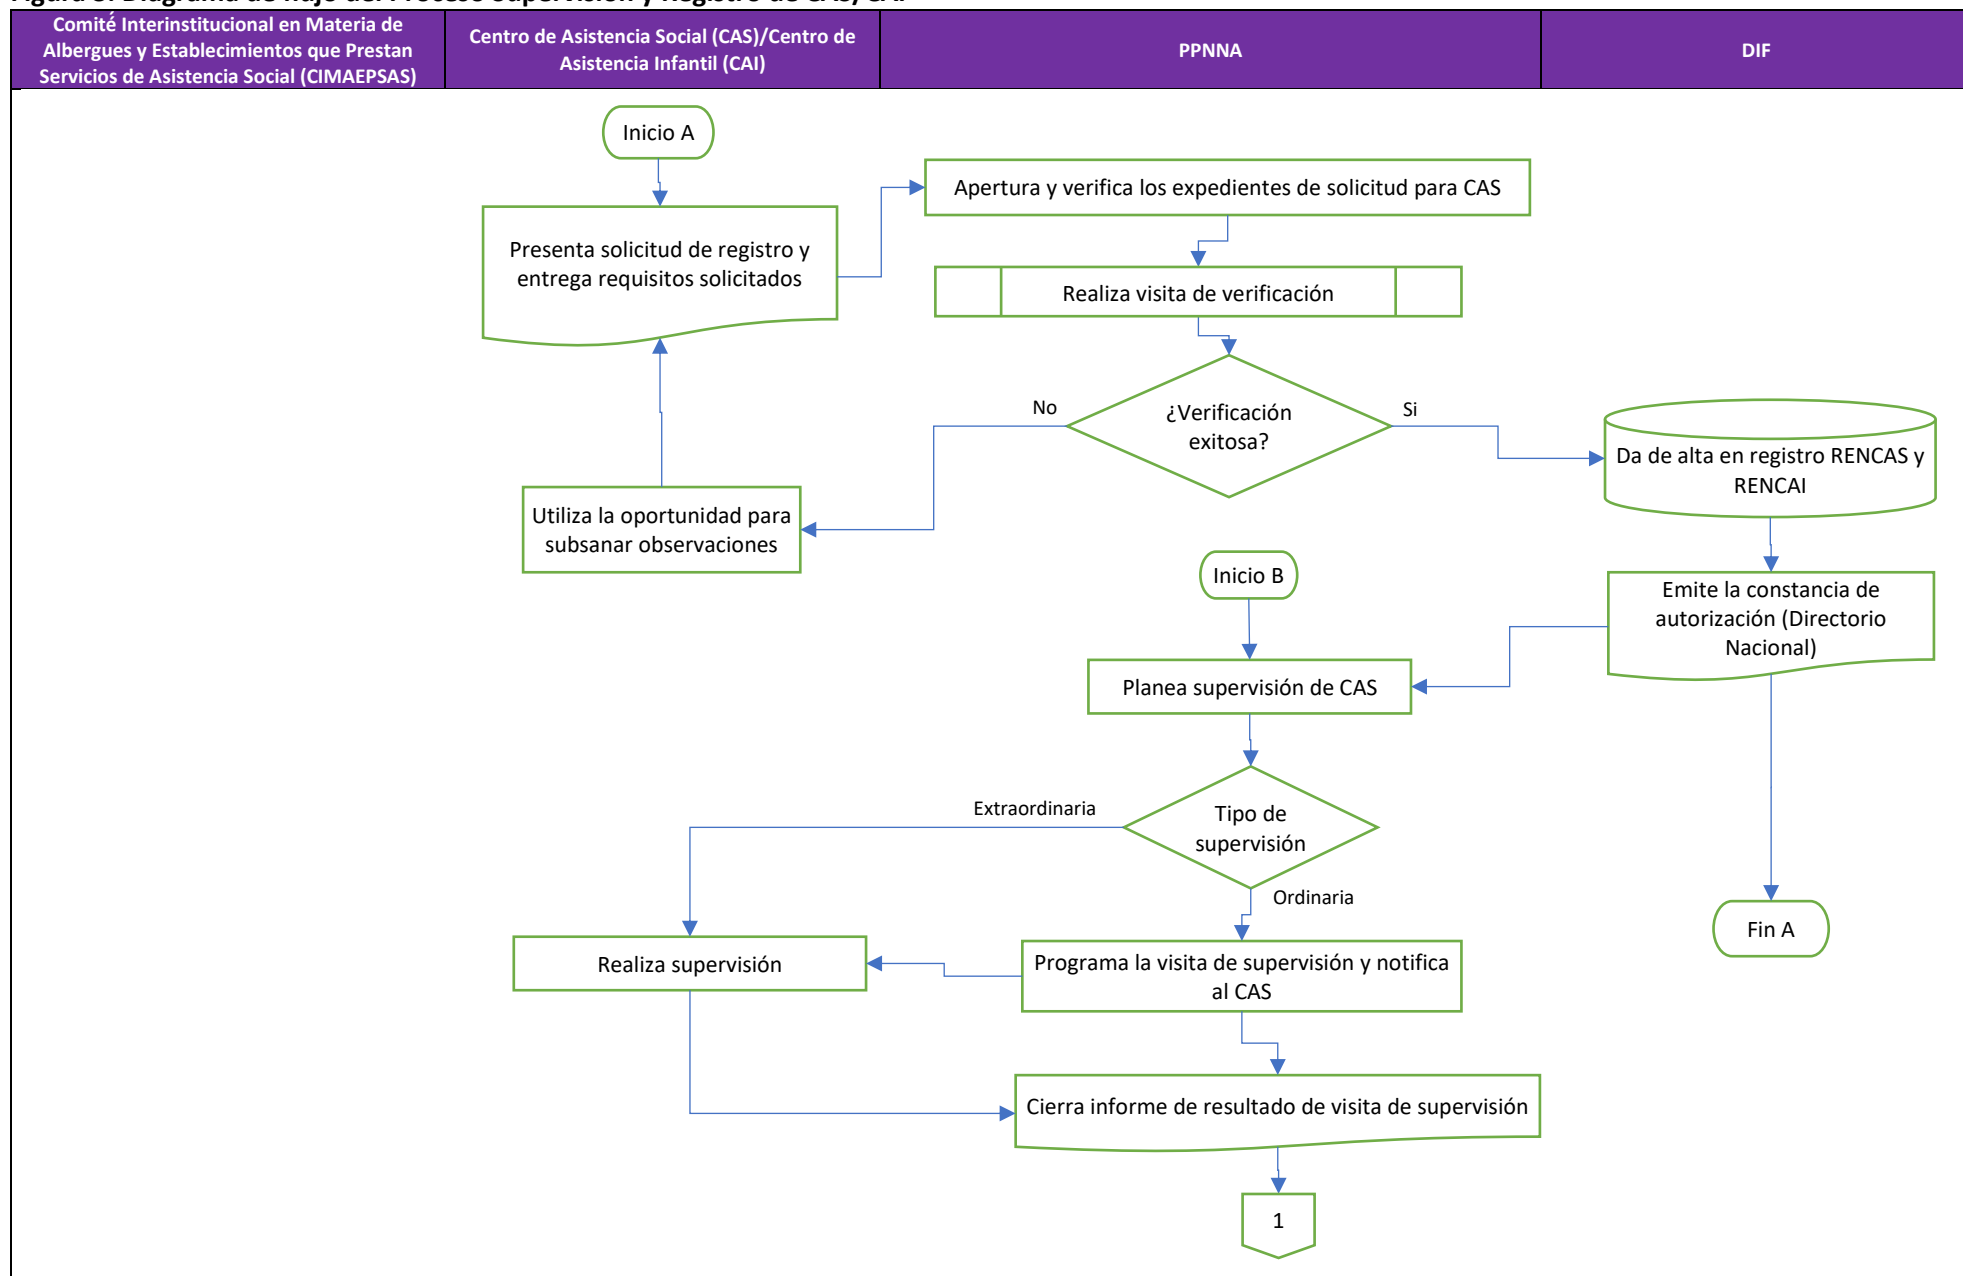 Comité Interinstitucional en Materia de
Albergues y Establecimientos que Prestan
Servicios de Asistencia Social (CIMAEPSAS)
Centro de Asistencia Social (CAS)/Centro de
Asistencia Infantil (CAI)
PPNNA
DIF
Inicio A
Apertura y verifica los expedientes de solicitud para CAS
Presenta solicitud de registro y
entrega requisitos solicitados
Realiza visita de verificación
¿Verificación
exitosa?
No
Si
Da de alta en registro RENCAS y
RENCAI
Utiliza la oportunidad para
subsanar observaciones
Inicio B
Emite la constancia de
autorización (Directorio
Nacional)
Planea supervisión de CAS
Tipo de
supervisión
Extraordinaria
Ordinaria
Fin A
Realiza supervisión
Programa la visita de supervisión y notifica
al CAS
Cierra informe de resultado de visita de supervisión
1